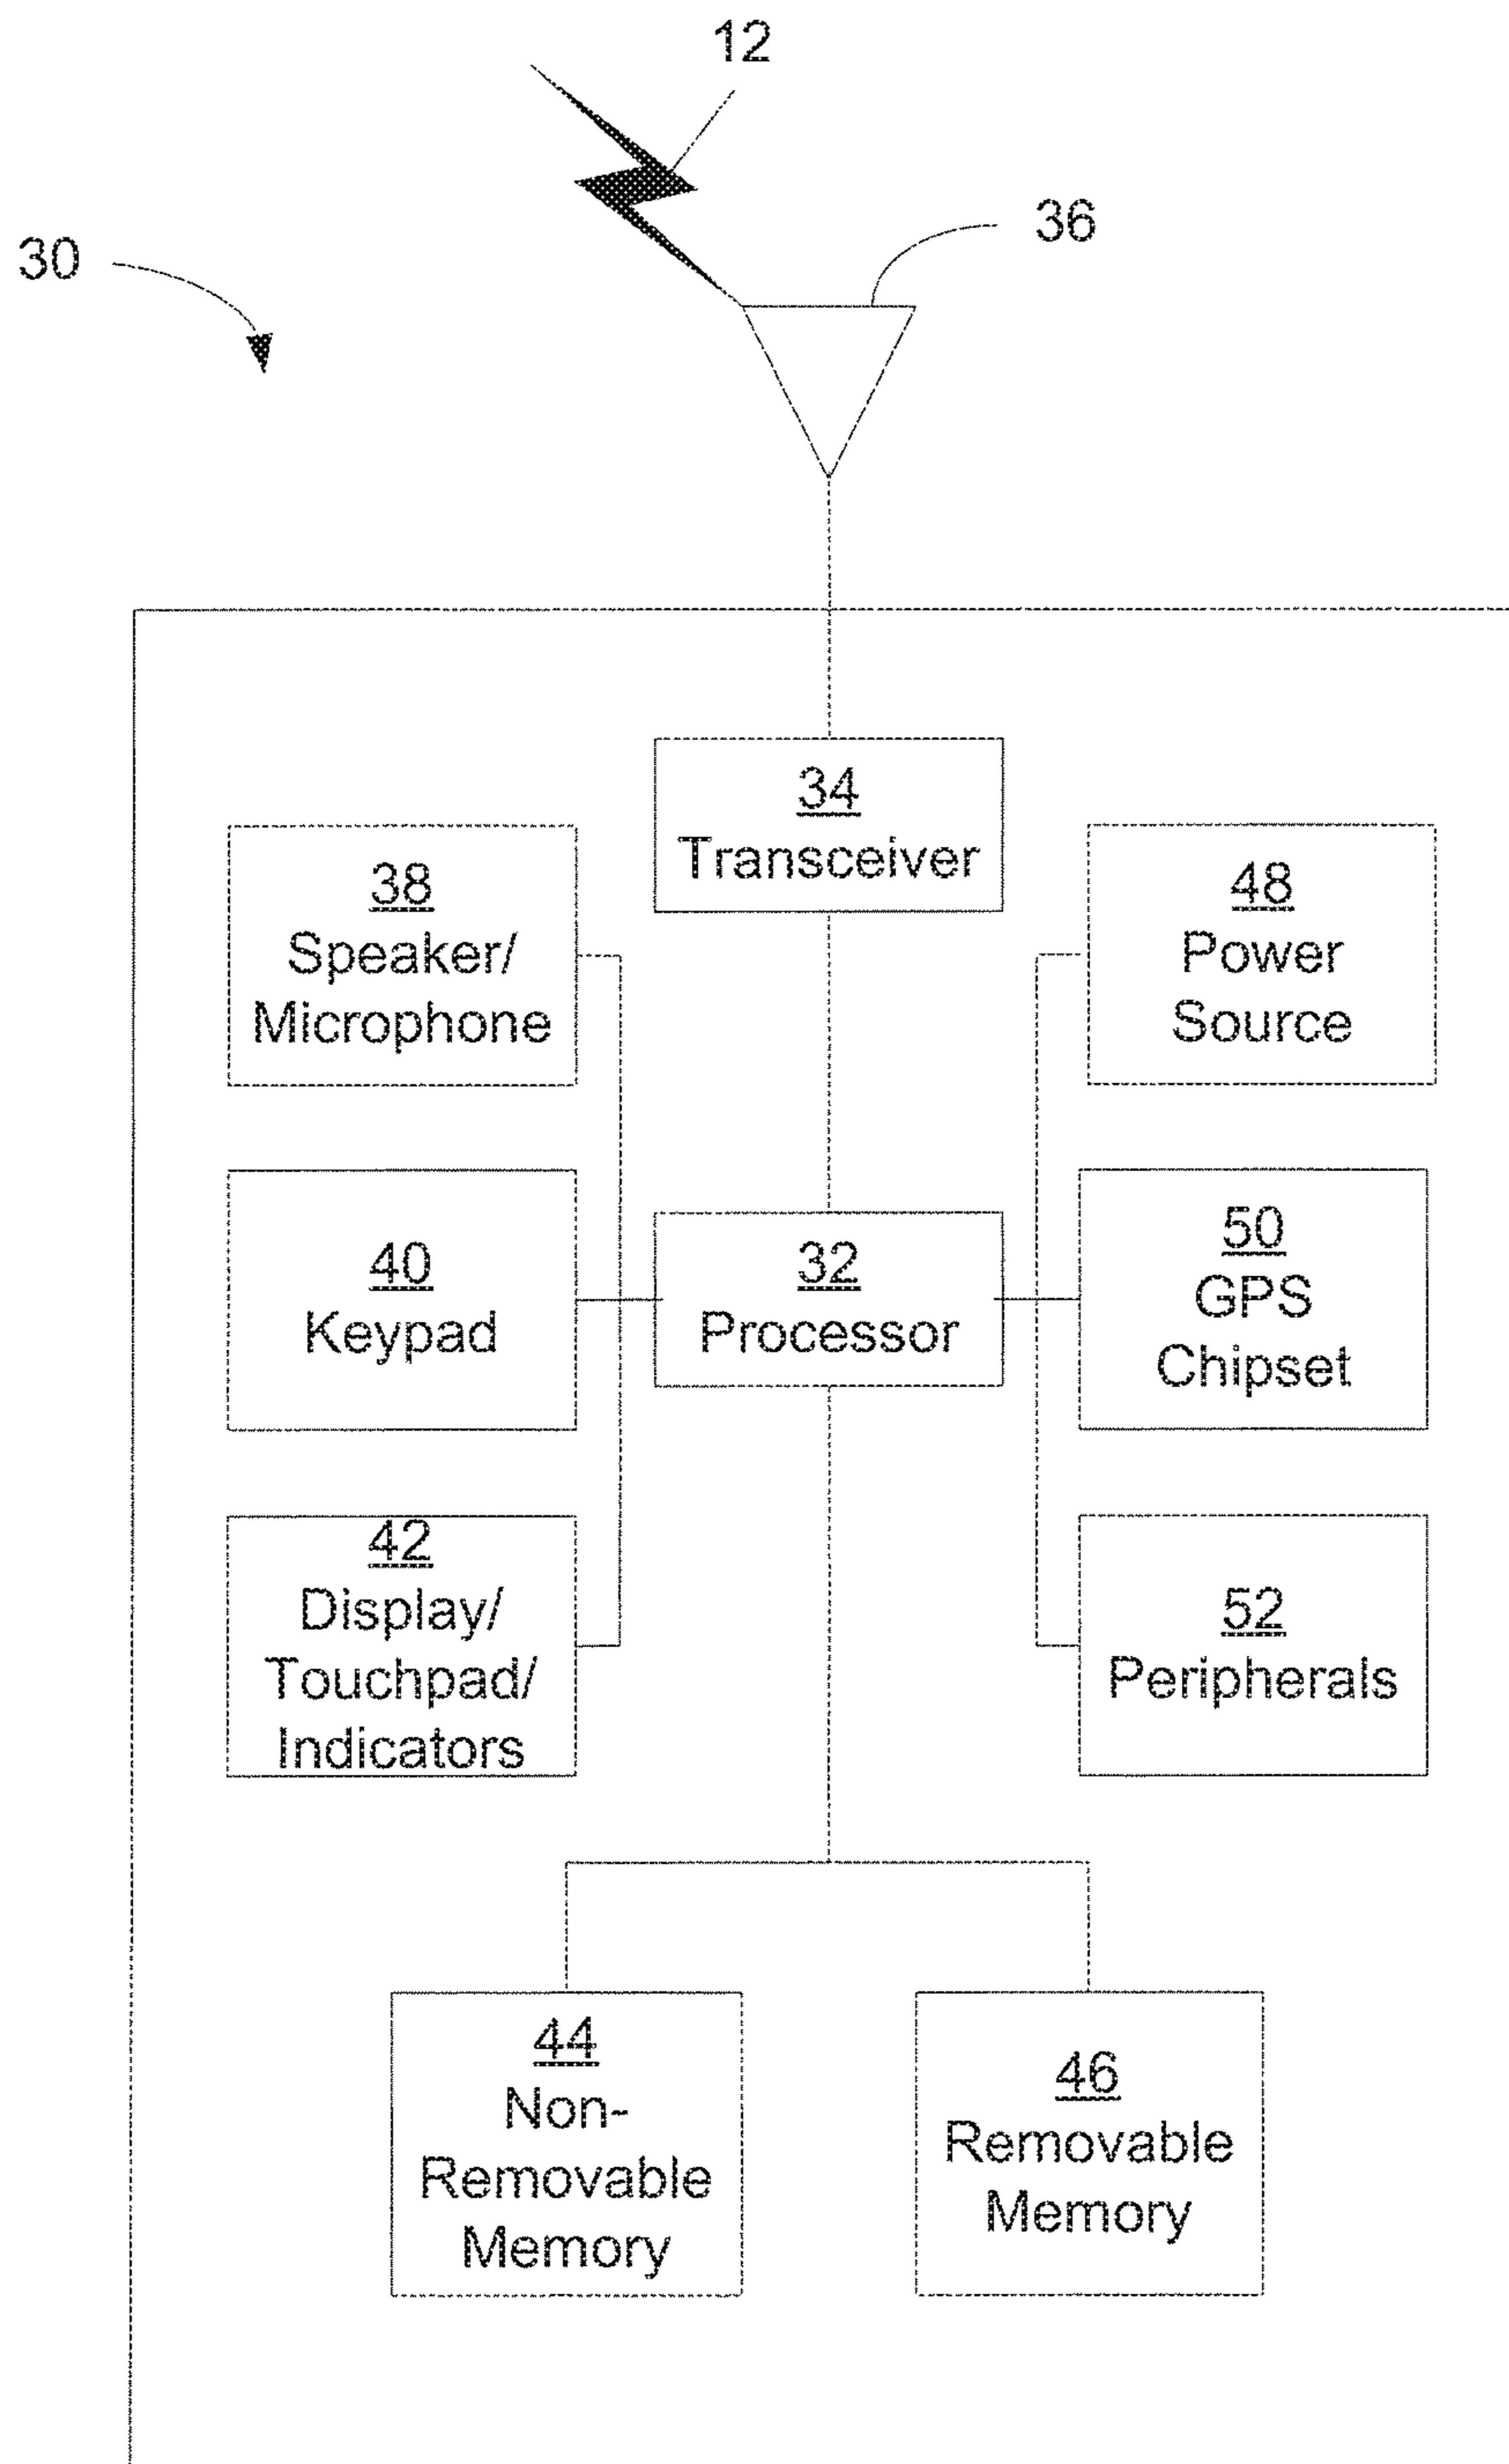 12
36
30
34
Transceiver
38
Speaker/
Microphone
48
Power
Source
40
Keypad
32
Processor
50
GPS
Chipset
42
Display/
Touchpad/
Indicators
52
Peripherals
44
Non-
Removable
Memory
46
Removable
Memory